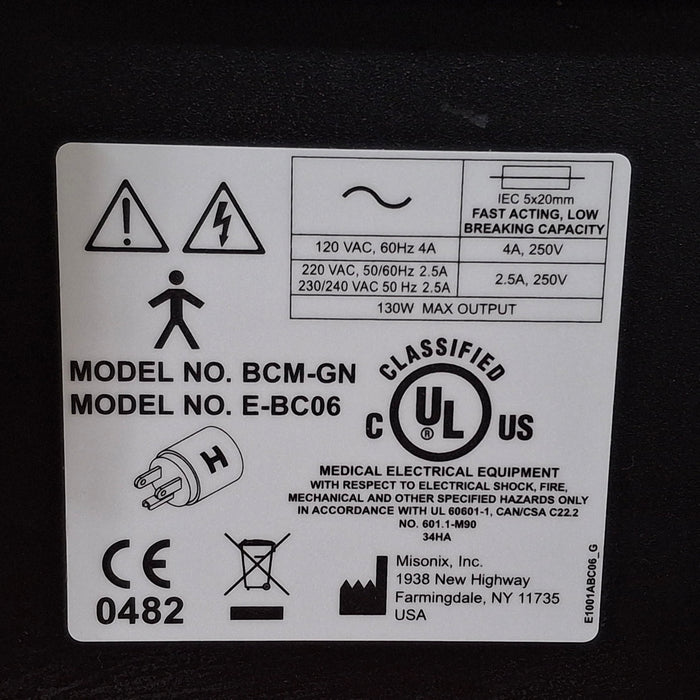 IEC 5x20mm
FAST ACTING, LOW
BREAKING CAPACITY
120 VAC, 60Hz 4A
4A, 250V
220 VAC, 50/60Hz 2.5A
230/240 VAC 50 Hz 2.5A
2.5A, 250V
130W MAX OUTPUT
MODEL NO. BCM-GN
MODEL NO. E-BC06
H
CLASSIFIED
C UL US
®
MEDICAL ELECTRICAL EQUIPMENT
WITH RESPECT TO ELECTRICAL SHOCK, FIRE,
MECHANICAL AND OTHER SPECIFIED HAZARDS ONLY
IN ACCORDANCE WITH UL 60601-1, CAN/CSA C22.2
NO. 601.1-M90
34HA
CE
0482
Misonix, Inc.
1938 New Highway
Farmingdale, NY 11735
USA
E1001ABC06_G